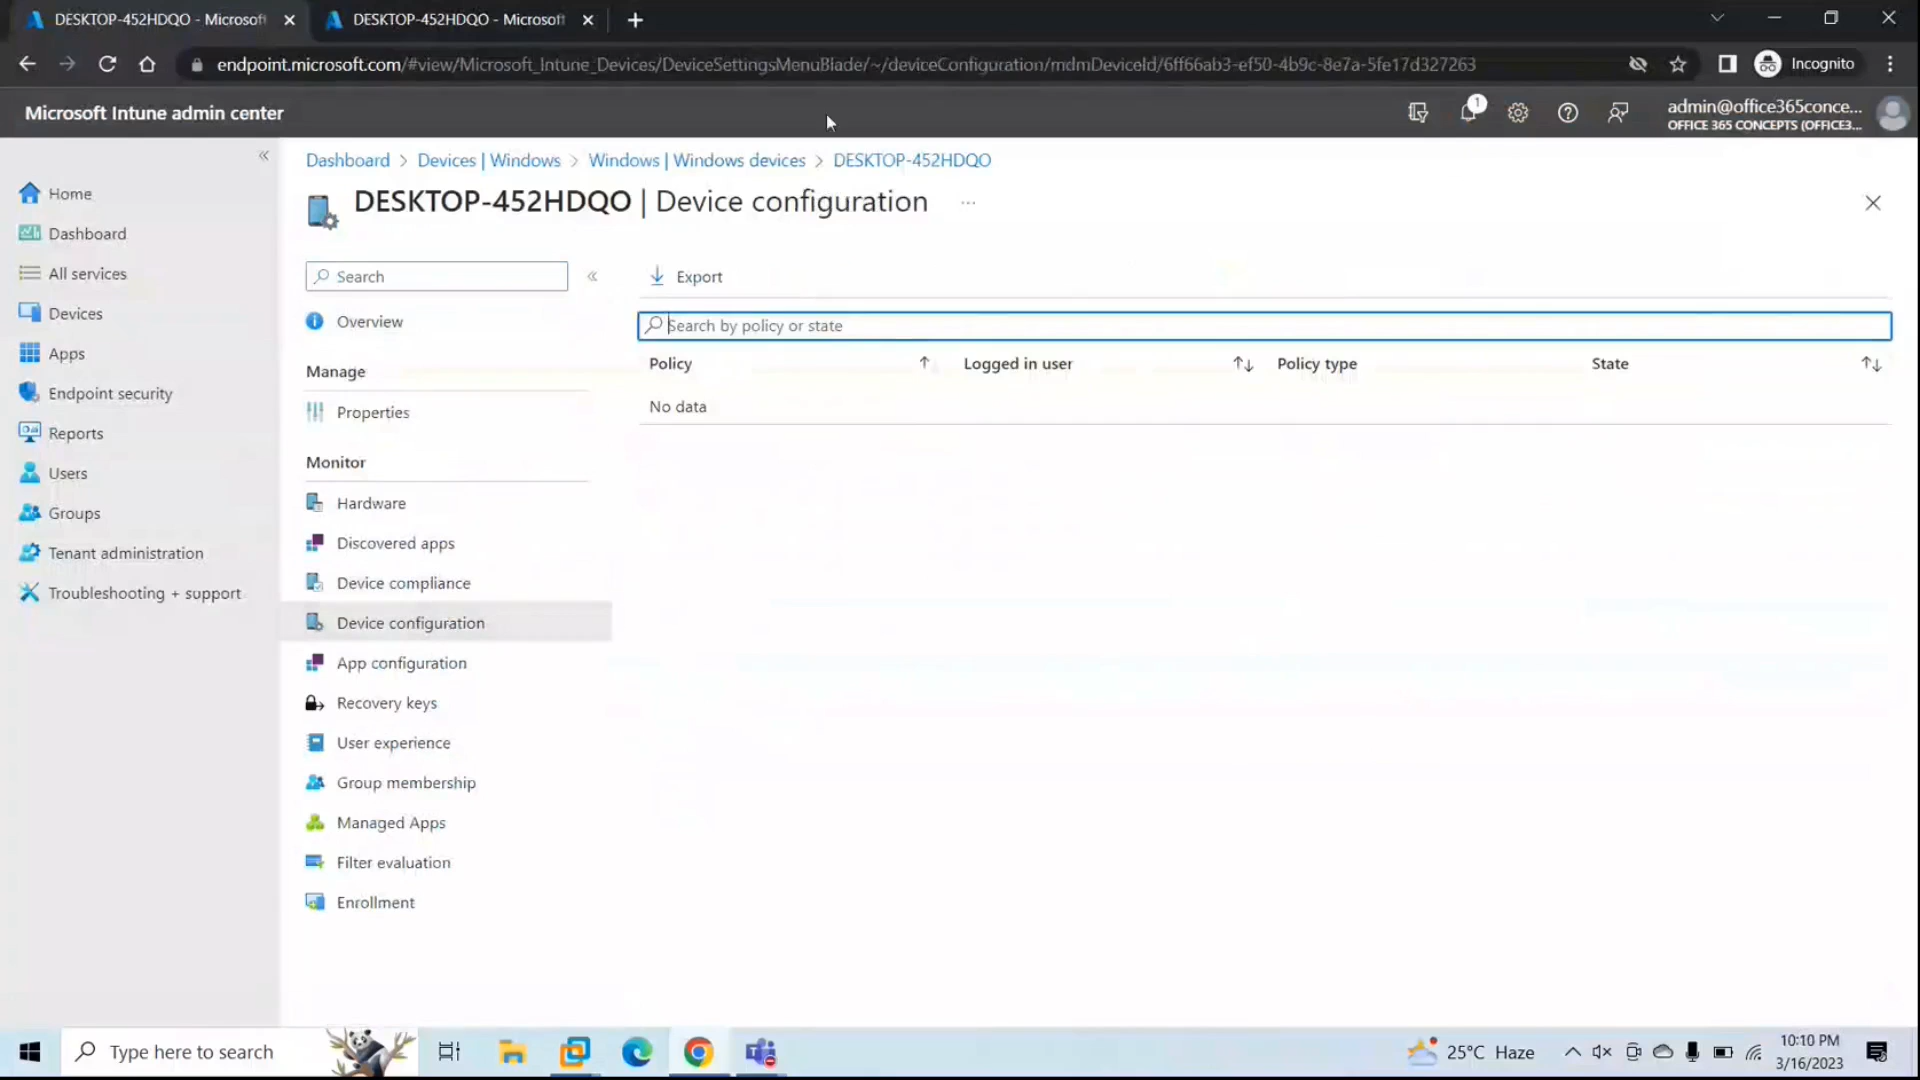 DESKTOP-452HDQO - Microsoft
DESKTOP-452HDQO - Microsoft
endpoint.microsoft.com/#view/Microsoft_Intune_Devices/DeviceSettingsMenuBlade/~/deviceConfiguration/mdmDeviceId/6ff66ab3-ef50-4b9c-8e7a-5fe17d327263
Incognito
Microsoft Intune admin center
1
admin@office365conce...
OFFICE 365 CONCEPTS (OFFICE3...
Home
Dashboard
All services
Devices
Apps
Endpoint security
Reports
Users
Groups
Tenant administration
Troubleshooting + support
Dashboard > Devices | Windows > Windows | Windows devices > DESKTOP-452HDQO
DESKTOP-452HDQO | Device configuration ...
Search
Overview
Manage
Properties
Monitor
Hardware
Discovered apps
Device compliance
Device configuration
App configuration
Recovery keys
User experience
Group membership
Managed Apps
Filter evaluation
Enrollment
Export
Search by policy or state
Policy Logged in user Policy type State
No data
Type here to search
25°C Haze
10:10 PM
3/16/2023